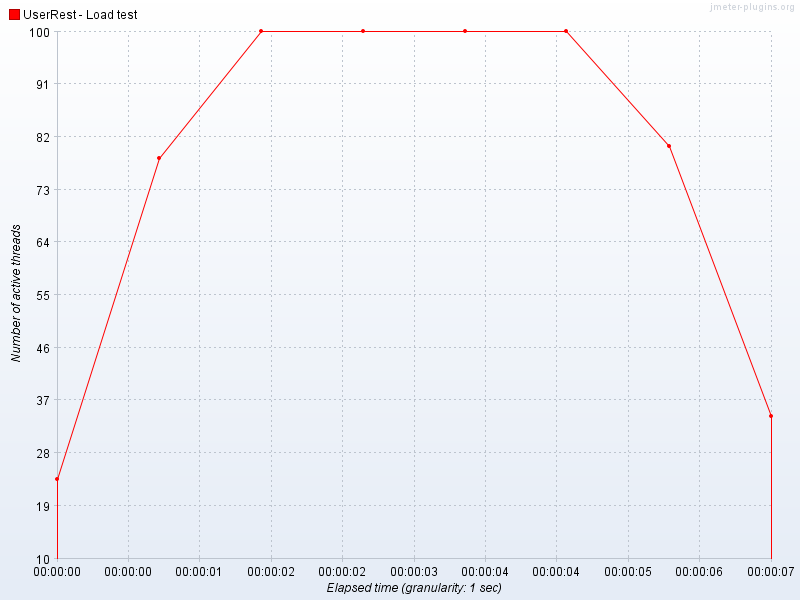 UserRest - Load test
jmeter-plugins.org
100
91
82
73
64
55
46
37
28
19
10
Number of active threads
00:00:00 00:00:00 00:00:01 00:00:02 00:00:02 00:00:03 00:00:04 00:00:04 00:00:05 00:00:06 00:00:07
Elapsed time (granularity: 1 sec)